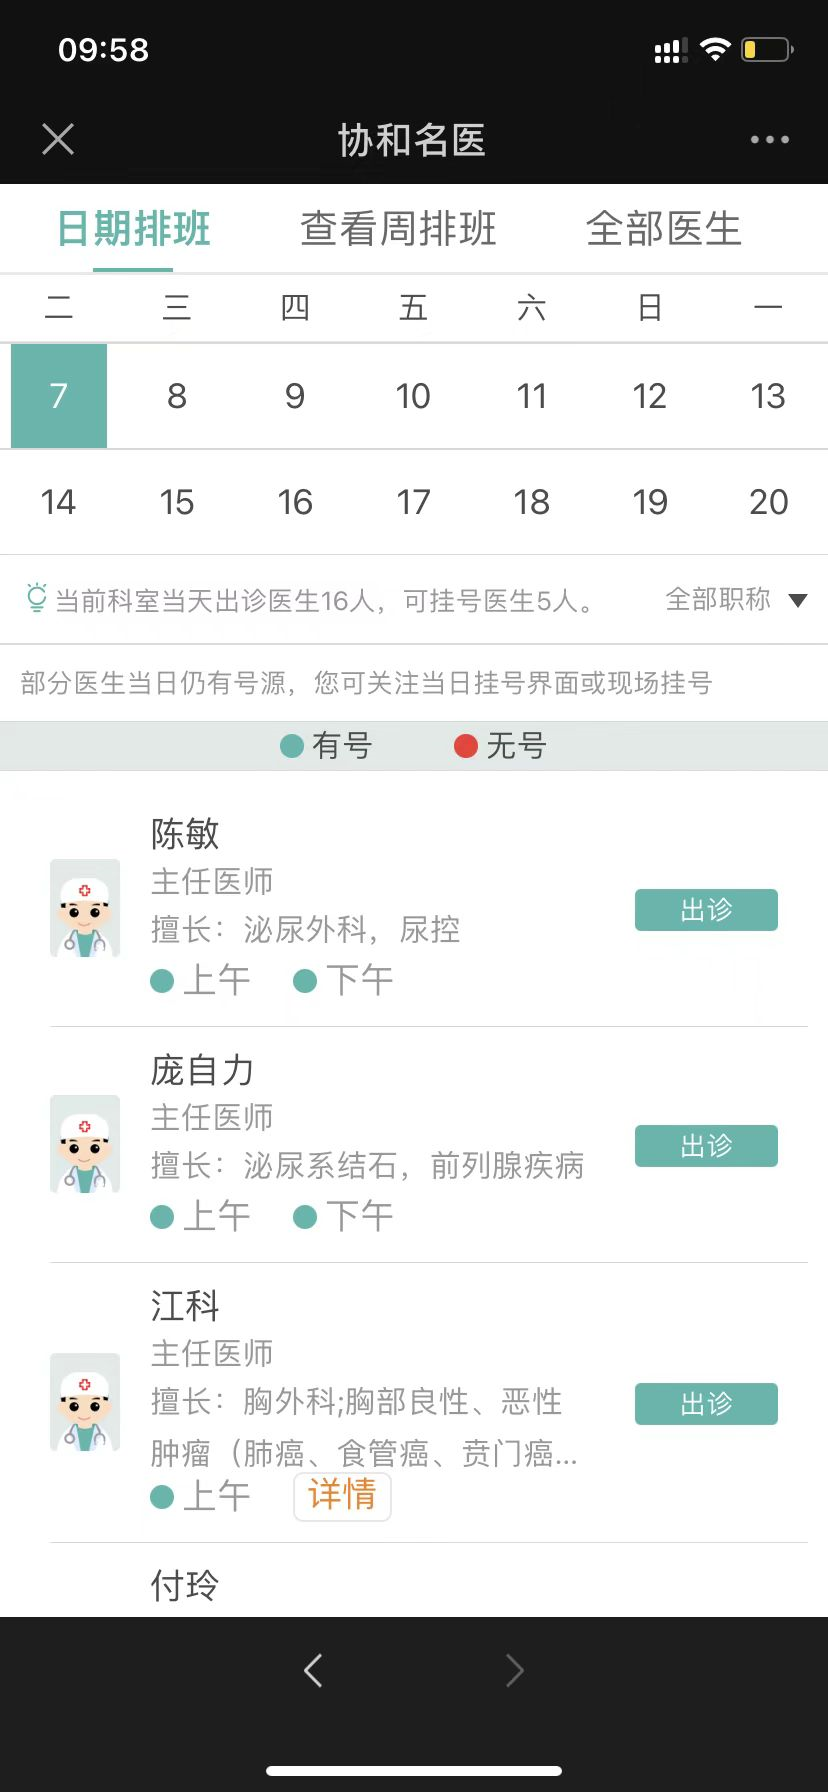 09:58
协和名医
日期排班 查看周排班 全部医生
二 三 四 五 六 日 一
7 8 9 10 11 12 13
14 15 16 17 18 19 20
当前科室当天出诊医生16人，可挂号医生5人。 全部职称
部分医生当日仍有号源，您可关注当日挂号界面或现场挂号
有号 无号
陈敏
主任医师
擅长：泌尿外科，尿控
出诊
上午 下午
庞自力
主任医师
擅长：泌尿系结石，前列腺疾病
出诊
上午 下午
江科
主任医师
擅长：胸外科;胸部良性、恶性
肿瘤（肺癌、食管癌、贲门癌...
出诊
上午 详情
付玲